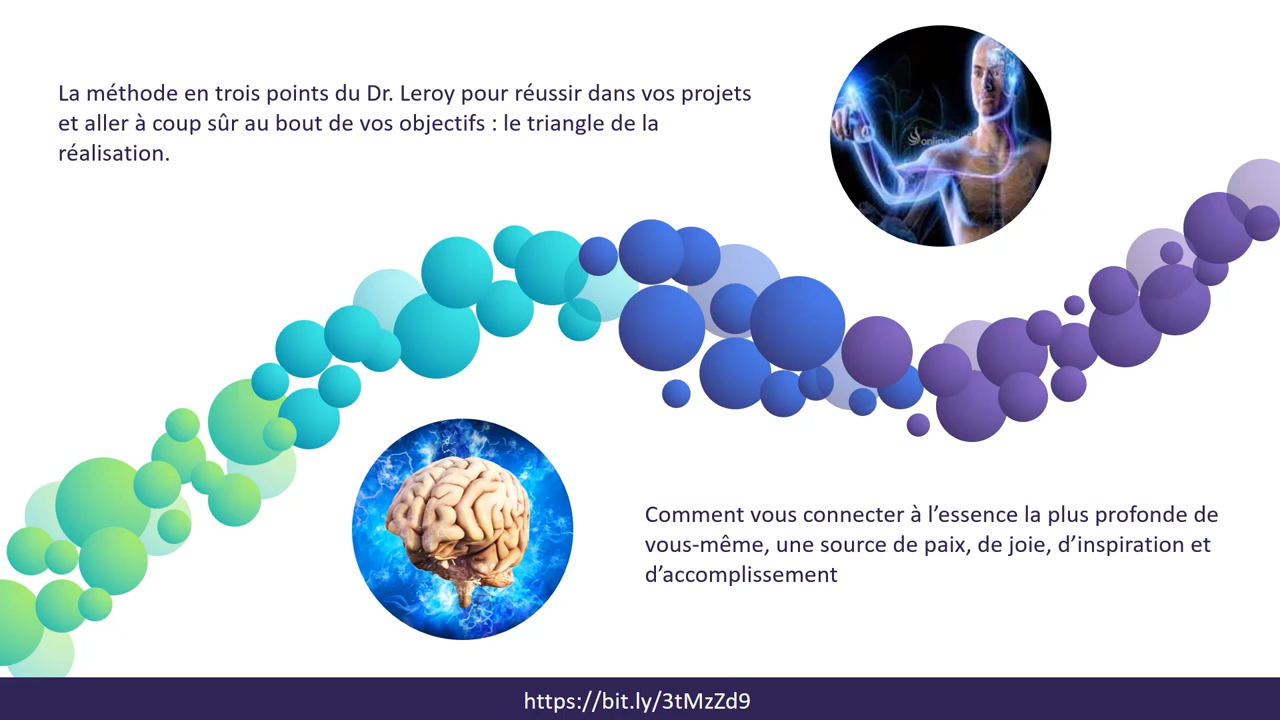 La méthode en trois points du Dr. Leroy pour réussir dans vos projets
et aller à coup sûr au bout de vos objectifs : le triangle de la
réalisation.
Comment vous connecter à l’essence la plus profonde de
vous-même, une source de paix, de joie, d’inspiration et
d’accomplissement
https://bit.ly/3tMzZd9